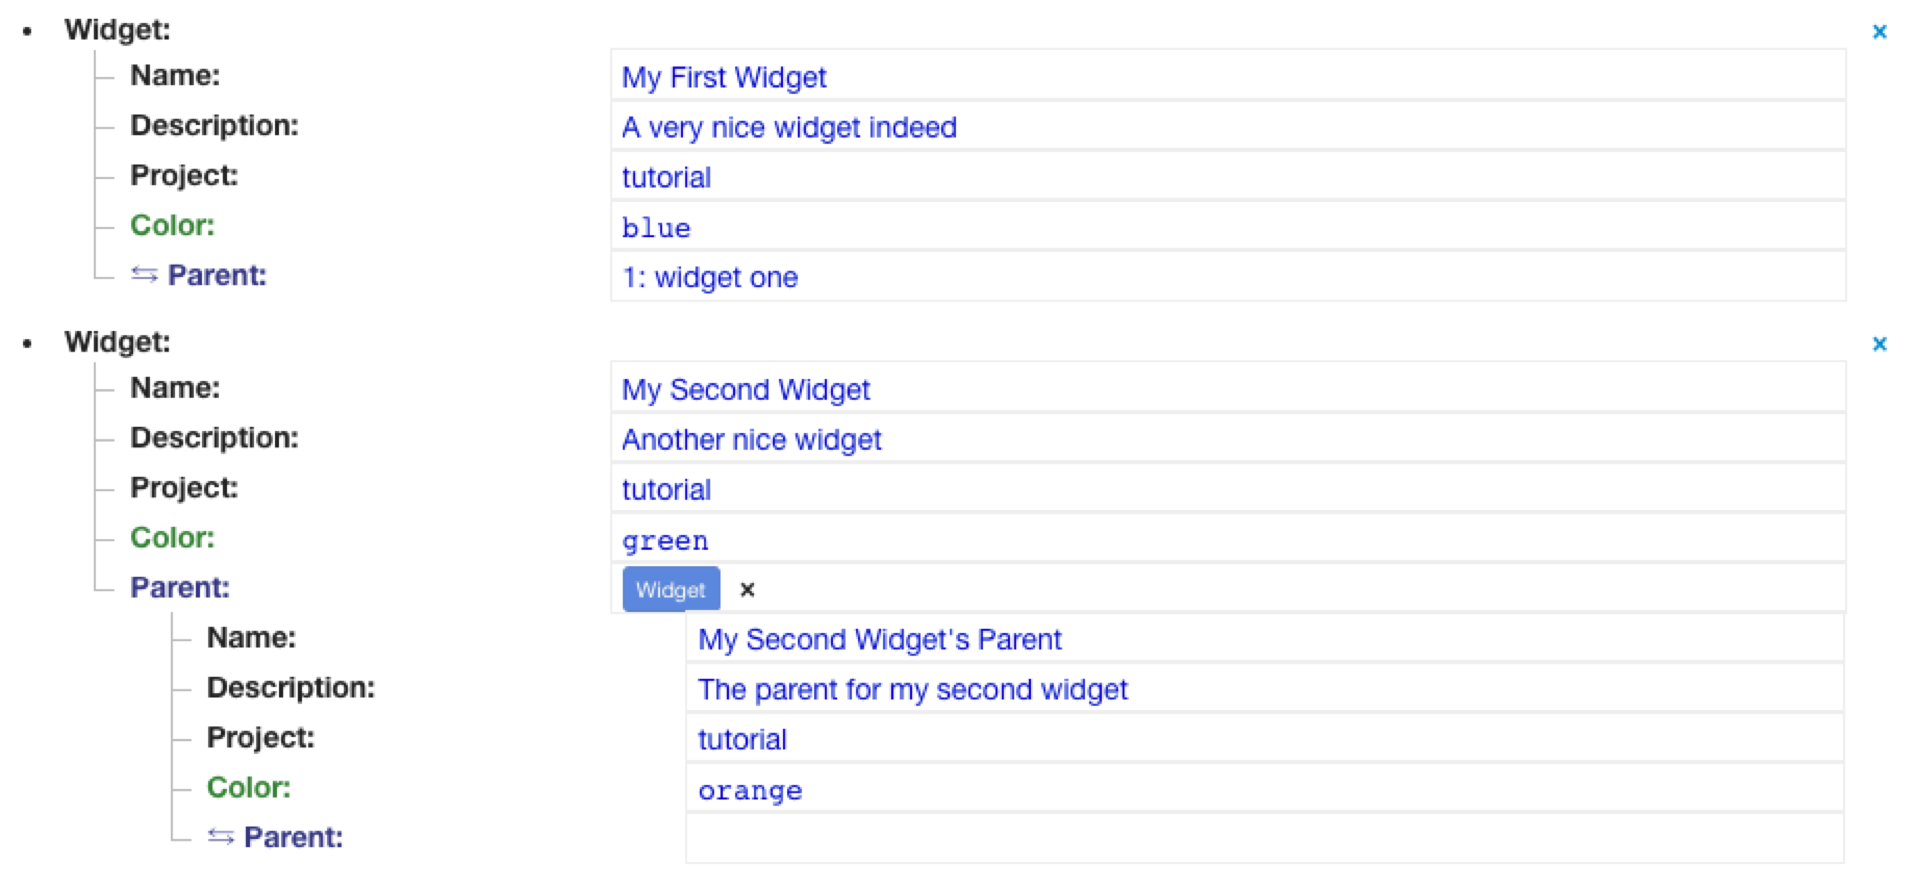 • Widget: ×
Name: My First Widget
Description: A very nice widget indeed
Project: tutorial
Color: blue
⇆ Parent: 1: widget one
• Widget: ×
Name: My Second Widget
Description: Another nice widget
Project: tutorial
Color: green
Parent: Widget ×
Name: My Second Widget's Parent
Description: The parent for my second widget
Project: tutorial
Color: orange
⇆ Parent: